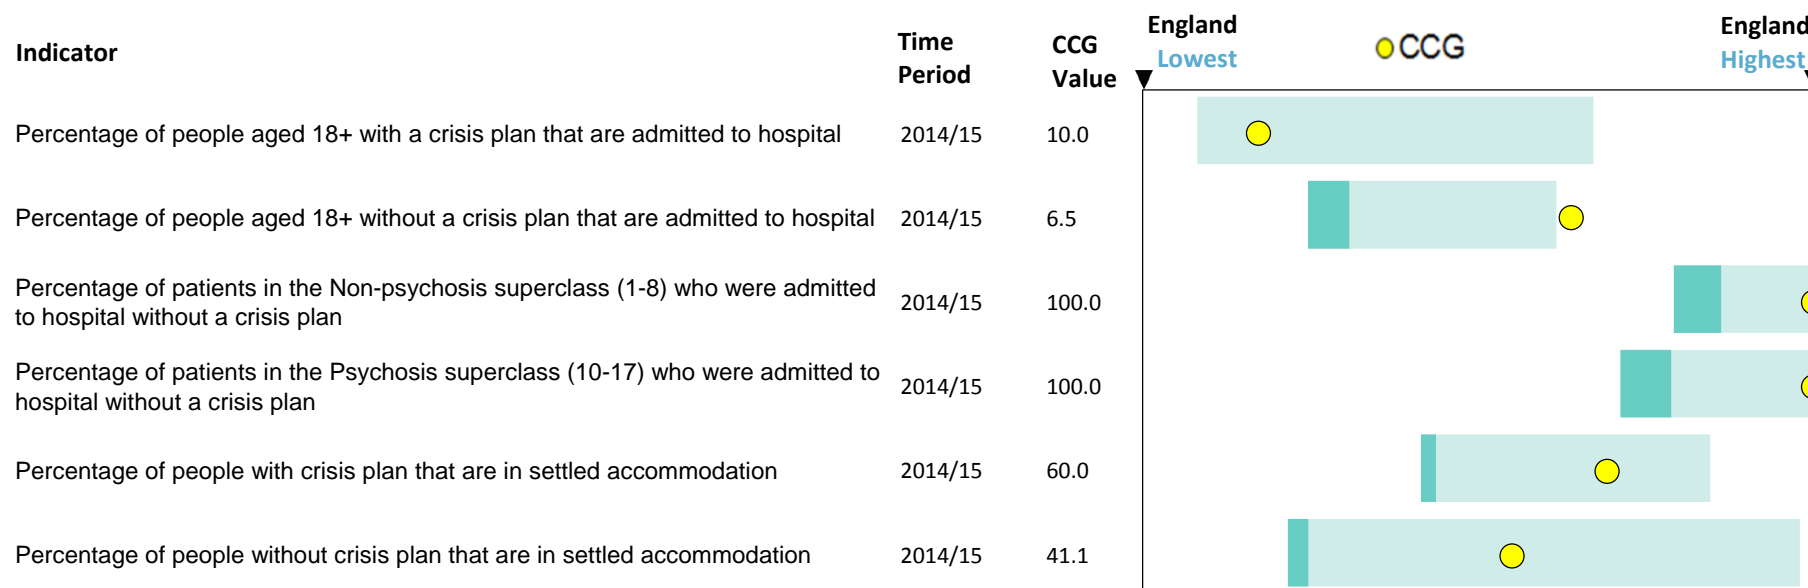 Indicator
Time
Period
CCG
Value
England
Lowest
CCG
England
Highest
Percentage of people aged 18+ with a crisis plan that are admitted to hospital 2014/15 10.0
Percentage of people aged 18+ without a crisis plan that are admitted to hospital 2014/15 6.5
Percentage of patients in the Non-psychosis superclass (1-8) who were admitted
to hospital without a crisis plan
2014/15 100.0
Percentage of patients in the Psychosis superclass (10-17) who were admitted to
hospital without a crisis plan
2014/15 100.0
Percentage of people with crisis plan that are in settled accommodation 2014/15 60.0
Percentage of people without crisis plan that are in settled accommodation 2014/15 41.1